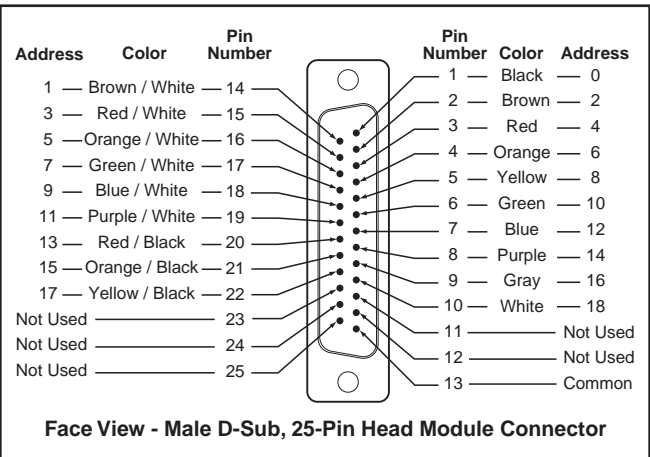 Address Color Pin Number
1 Brown / White 14
3 Red / White 15
5 Orange / White 16
7 Green / White 17
9 Blue / White 18
11 Purple / White 19
13 Red / Black 20
15 Orange / Black 21
17 Yellow / Black 22
Not Used 23
Not Used 24
Not Used 25
Pin Number Color Address
1 Black 0
2 Brown 2
3 Red 4
4 Orange 6
5 Yellow 8
6 Green 10
7 Blue 12
8 Purple 14
9 Gray 16
10 White 18
11 Not Used
12 Not Used
13 Common
Face View - Male D-Sub, 25-Pin Head Module Connector